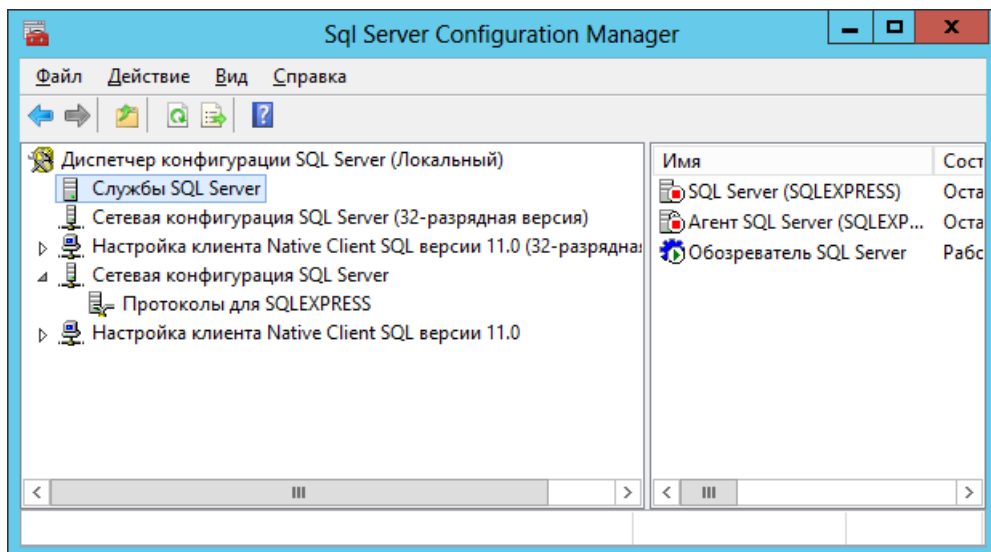 Sql Server Configuration Manager
Файл Действие Вид Справка
Диспетчер конфигурации SQL Server (Локальный)
Службы SQL Server
Сетевая конфигурация SQL Server (32-разрядная версия)
Настройка клиента Native Client SQL версии 11.0 (32-разрядная
Сетевая конфигурация SQL Server
Протоколы для SQLEXPRESS
Настройка клиента Native Client SQL версии 11.0
Имя Сост
SQL Server (SQLEXPRESS) Оста
Агент SQL Server (SQLEXP... Оста
Обозреватель SQL Server Рабс